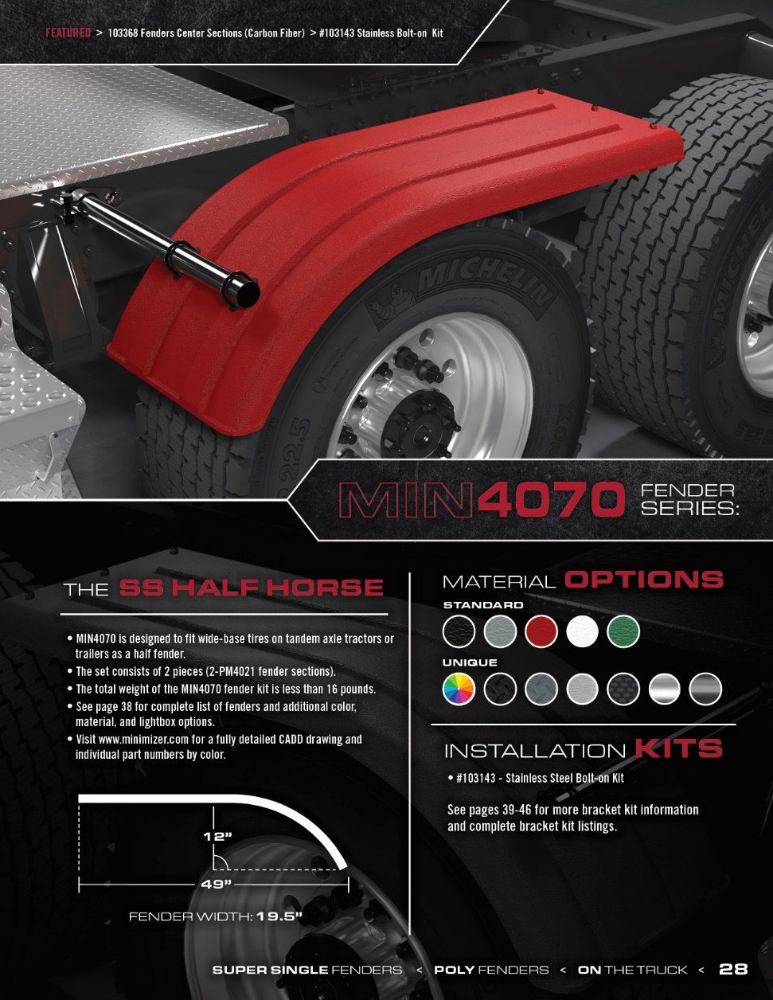 FEATURED > 103368 Fenders Center Sections (Carbon Fiber) > #103143 Stainless Bolt-on Kit
MICHELIN
MICHELIN
22.5
MIN4070 FENDER SERIES:
THE SS HALF HORSE
• MIN4070 is designed to fit wide-base tires on tandem axle tractors or
trailers as a half fender.
• The set consists of 2 pieces (2-PM4021 fender sections).
• The total weight of the MIN4070 fender kit is less than 16 pounds.
• See page 38 for complete list of fenders and additional color,
material, and lightbox options.
• Visit www.minimizer.com for a fully detailed CADD drawing and
individual part numbers by color.
12”
49”
FENDER WIDTH: 19.5”
MATERIAL OPTIONS
STANDARD
UNIQUE
INSTALLATION KITS
• #103143 - Stainless Steel Bolt-on Kit
See pages 39-46 for more bracket kit information
and complete bracket kit listings.
SUPER SINGLE FENDERS < POLY FENDERS < ON THE TRUCK < 28